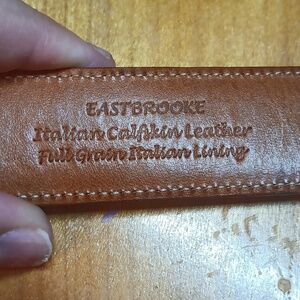 EASTBROOKE
Italian Calfskin Leather
Full Grain Italian Lining